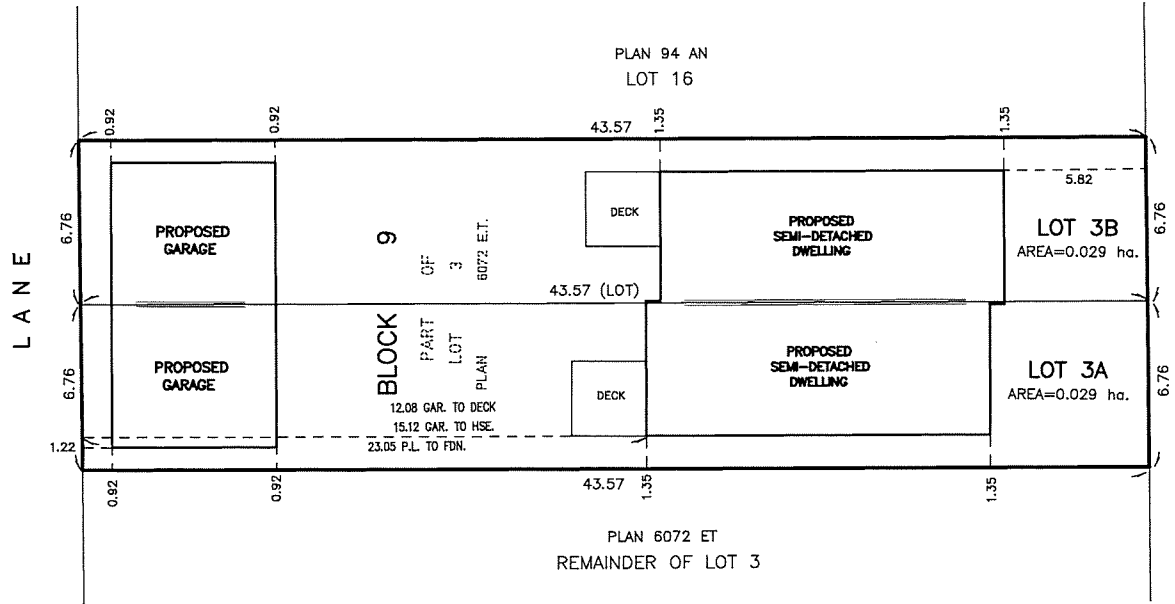 PLAN 94 AN
LOT 16
0.92
0.92
43.57
1.35
1.35
5.82
6.76
PROPOSED
GARAGE
DECK
PROPOSED
SEMI-DETACHED
DWELLING
LOT 3B
AREA=0.029 ha.
6.76
LANE
BLOCK 9
PART OF
LOT 3
PLAN 6072 E.T.
43.57 (LOT)
6.76
PROPOSED
GARAGE
DECK
PROPOSED
SEMI-DETACHED
DWELLING
LOT 3A
AREA=0.029 ha.
6.76
12.08 GAR. TO DECK
15.12 GAR. TO HSE.
23.05 P.L. TO FDN.
1.22
0.92
0.92
43.57
1.35
1.35
PLAN 6072 ET
REMAINDER OF LOT 3